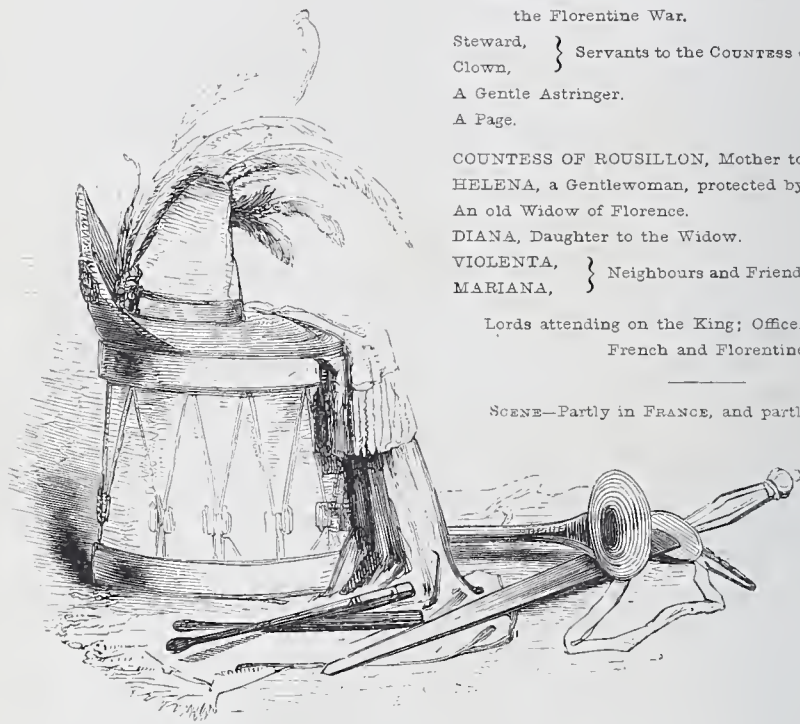 the Florentine War.
Steward,
Clown,
Servants to the COUNTESS
A Gentle Astringer.
A Page.
COUNTESS OF ROUSILLON, Mother to
HELENA, a Gentlewoman, protected by
An old Widow of Florence.
DIANA, Daughter to the Widow.
VIOLENTA,
MARIANA,
Neighbours and Friend
Lords attending on the King; Office
French and Florentine
SCENE—Partly in FRANCE, and partl